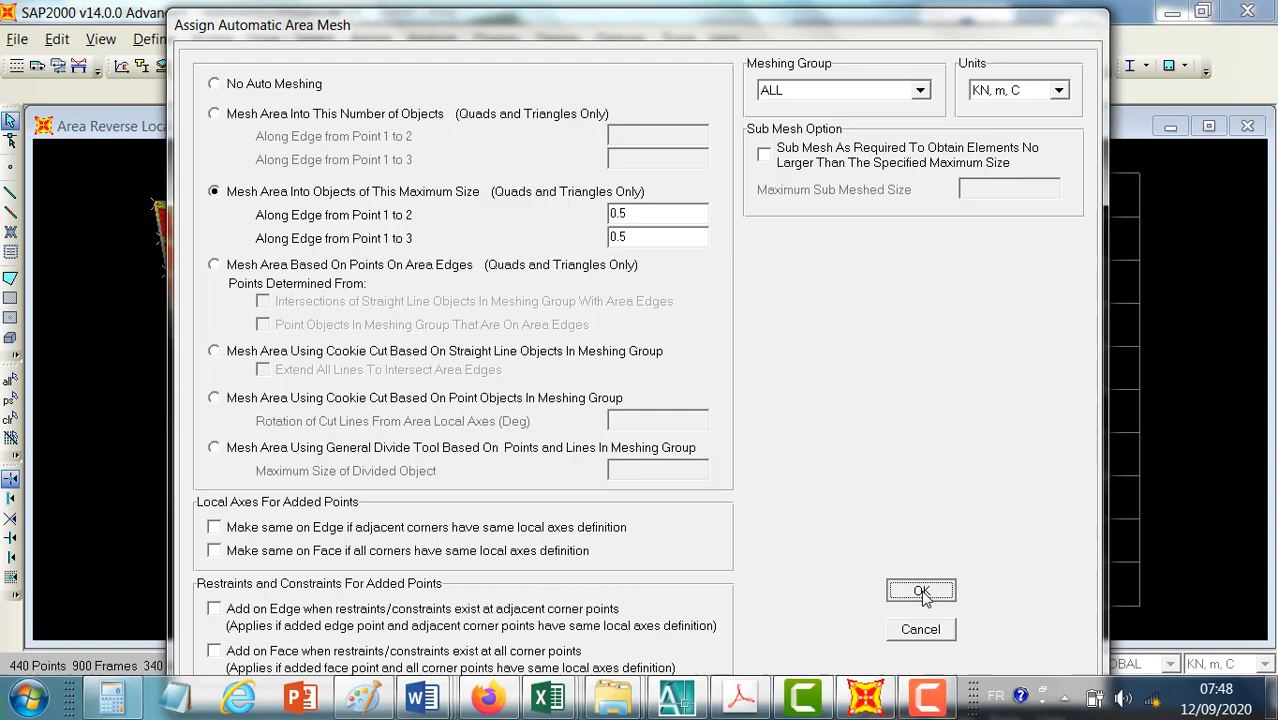 SAP2000 v14.0.0 Advan
File Edit View Defin
Assign Automatic Area Mesh
Area Reverse Loc
No Auto Meshing
Mesh Area Into This Number of Objects (Quads and Triangles Only)
Along Edge from Point 1 to 2
Along Edge from Point 1 to 3
Mesh Area Into Objects of This Maximum Size (Quads and Triangles Only)
Along Edge from Point 1 to 2 0.5
Along Edge from Point 1 to 3 0.5
Mesh Area Based On Points On Area Edges (Quads and Triangles Only)
Points Determined From:
Intersections of Straight Line Objects In Meshing Group With Area Edges
Point Objects In Meshing Group That Are On Area Edges
Mesh Area Using Cookie Cut Based On Straight Line Objects In Meshing Group
Extend All Lines To Intersect Area Edges
Mesh Area Using Cookie Cut Based On Point Objects In Meshing Group
Rotation of Cut Lines From Area Local Axes (Deg)
Mesh Area Using General Divide Tool Based On Points and Lines In Meshing Group
Maximum Size of Divided Object
Local Axes For Added Points
Make same on Edge if adjacent corners have same local axes definition
Make same on Face if all corners have same local axes definition
Restraints and Constraints For Added Points
Add on Edge when restraints/constraints exist at adjacent corner points
(Applies if added edge point and adjacent corner points have same local axes definition)
Add on Face when restraints/constraints exist at all corner points
(Applies if added face point and all corner points have same local axes definition)
Meshing Group
ALL
Units
KN, m, C
Sub Mesh Option
Sub Mesh As Required To Obtain Elements No
Larger Than The Specified Maximum Size
Maximum Sub Meshed Size
OK
Cancel
all
ps
clr
440 Points 900 Frames 340
OBAL
KN, m, C
FR
07:48
12/09/2020